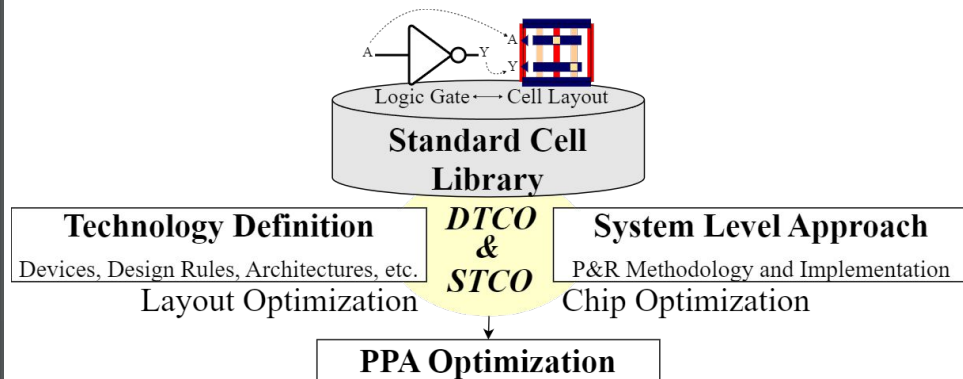 A Y A
Y
Logic Gate Cell Layout
Standard Cell
Library
Technology Definition
Devices, Design Rules, Architectures, etc.
Layout Optimization
DTCO
&
STCO
System Level Approach
P&R Methodology and Implementation
Chip Optimization
PPA Optimization